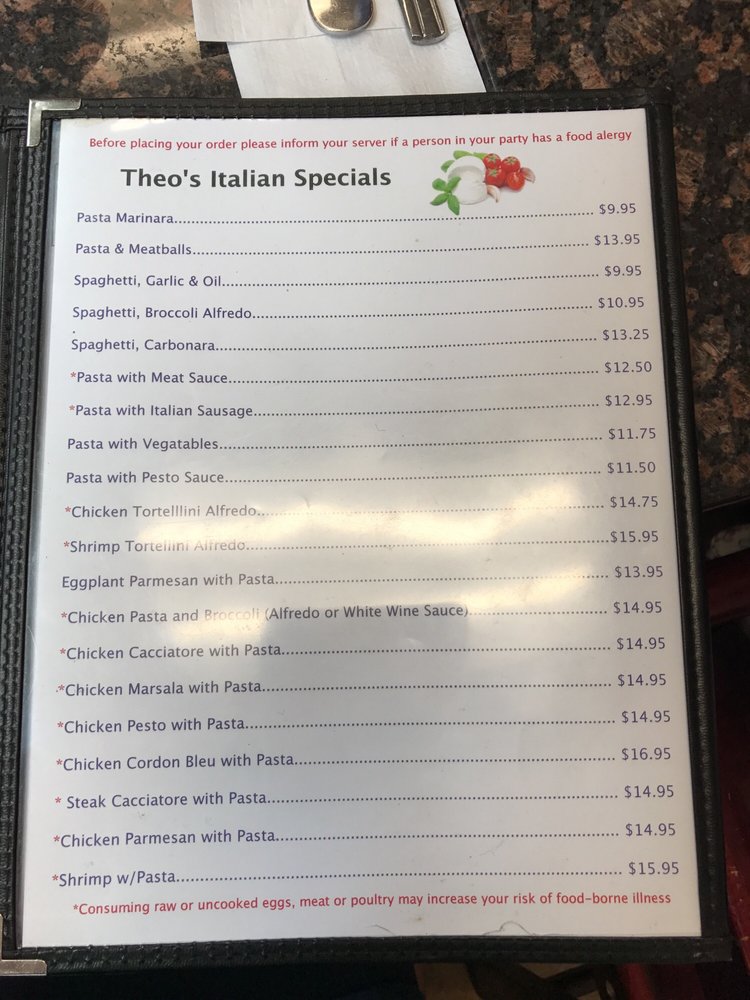 Before placing your order please inform your server if a person in your party has a food alergy
Theo's Italian Specials
Pasta Marinara.......... $9.95
Pasta & Meatballs.......... $13.95
Spaghetti, Garlic & Oil.......... $9.95
Spaghetti, Broccoli Alfredo.......... $10.95
Spaghetti, Carbonara.......... $13.25
*Pasta with Meat Sauce.......... $12.50
*Pasta with Italian Sausage.......... $12.95
Pasta with Vegatables.......... $11.75
Pasta with Pesto Sauce.......... $11.50
*Chicken Tortelllini Alfredo.......... $14.75
*Shrimp Tortellini Alfredo.......... $15.95
Eggplant Parmesan with Pasta.......... $13.95
*Chicken Pasta and Broccoli (Alfredo or White Wine Sauce).......... $14.95
*Chicken Cacciatore with Pasta.......... $14.95
*Chicken Marsala with Pasta.......... $14.95
*Chicken Pesto with Pasta.......... $14.95
*Chicken Cordon Bleu with Pasta.......... $16.95
* Steak Cacciatore with Pasta.......... $14.95
*Chicken Parmesan with Pasta.......... $14.95
*Shrimp w/Pasta.......... $15.95
*Consuming raw or uncooked eggs, meat or poultry may increase your risk of food-borne illness